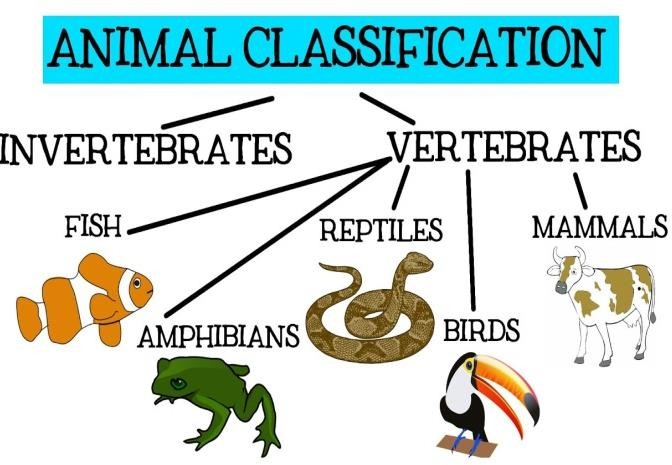 ANIMAL CLASSIFICATION
INVERTEBRATES
VERTEBRATES
FISH
REPTILES
MAMMALS
AMPHIBIANS
BIRDS